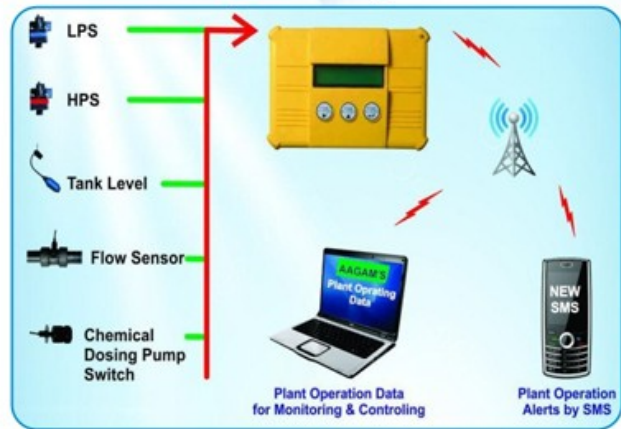 LPS
HPS
Tank Level
Flow Sensor
Chemical
Dosing Pump
Switch
AAGAM'S
Plant Oprating
Data
Plant Operation Data
for Monitoring & Controling
NEW
SMS
Plant Operation
Alerts by SMS